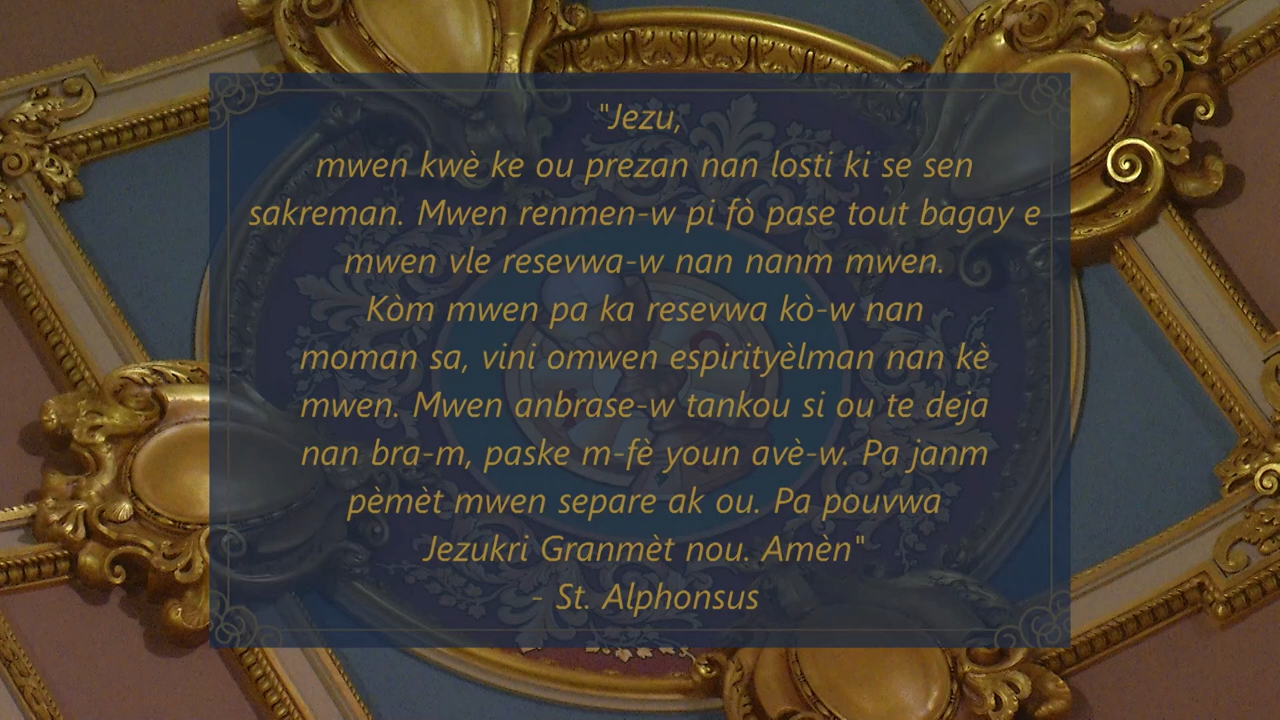 "Jezu,
mwen kwè ke ou prezan nan losti ki se sen
sakreman. Mwen renmen-w pi fò pase tout bagay e
mwen vle resevwa-w nan nanm mwen.
Kòm mwen pa ka resevwa kò-w nan
moman sa, vini omwen espirityèlman nan kè
mwen. Mwen anbrase-w tankou si ou te deja
nan bra-m, paske m-fè youn avè-w. Pa janm
pèmèt mwen separe ak ou. Pa pouvwa
Jezukri Granmèt nou. Amèn"
- St. Alphonsus